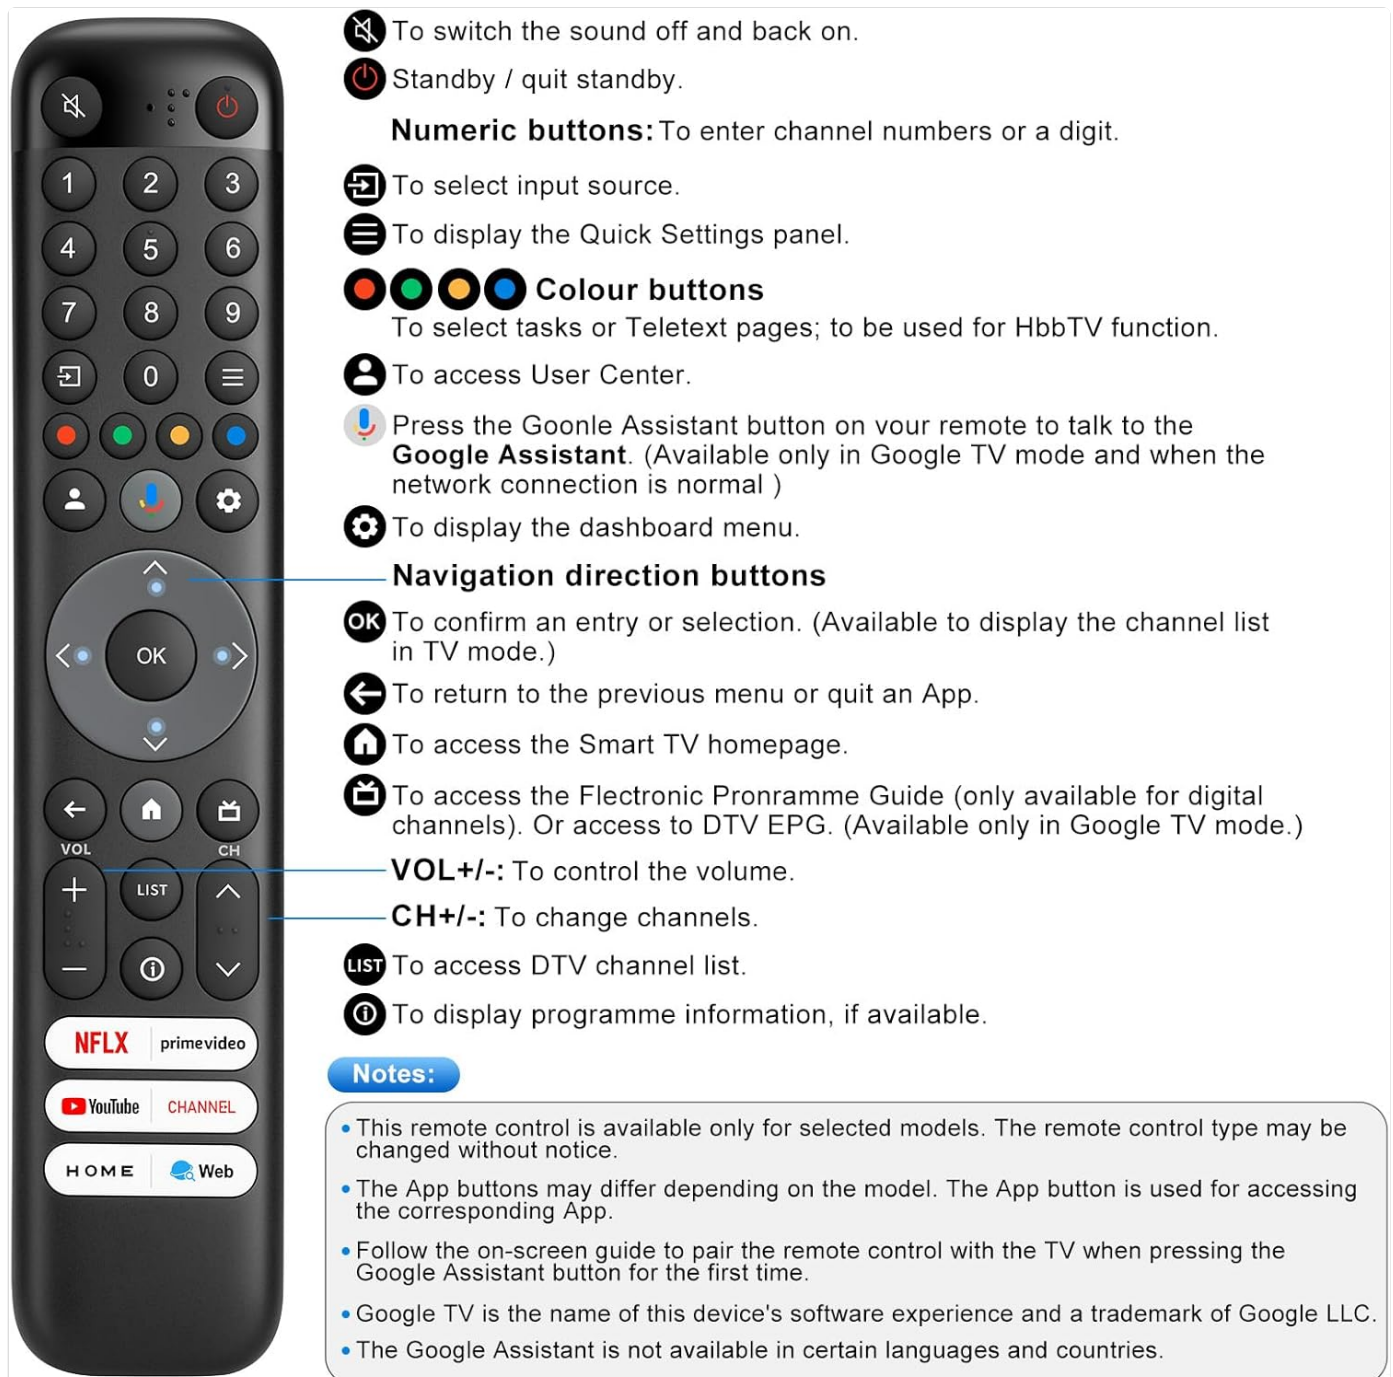 To switch the sound off and back on.
Standby / quit standby.
Numeric buttons: To enter channel numbers or a digit.
To select input source.
To display the Quick Settings panel.
Colour buttons
To select tasks or Teletext pages; to be used for HbbTV function.
To access User Center.
Press the Goonle Assistant button on vour remote to talk to the
Google Assistant. (Available only in Google TV mode and when the
network connection is normal )
To display the dashboard menu.
Navigation direction buttons
OK To confirm an entry or selection. (Available to display the channel list
in TV mode.)
To return to the previous menu or quit an App.
To access the Smart TV homepage.
To access the Flectronic Pronramme Guide (only available for digital
channels). Or access to DTV EPG. (Available only in Google TV mode.)
VOL+/-: To control the volume.
CH+/-: To change channels.
LIST To access DTV channel list.
To display programme information, if available.
Notes:
• This remote control is available only for selected models. The remote control type may be
changed without notice.
• The App buttons may differ depending on the model. The App button is used for accessing
the corresponding App.
• Follow the on-screen guide to pair the remote control with the TV when pressing the
Google Assistant button for the first time.
• Google TV is the name of this device's software experience and a trademark of Google LLC.
• The Google Assistant is not available in certain languages and countries.
1 2 3
4 5 6
7 8 9
0
OK
VOL CH
+ LIST
−
NFLX primevideo
YouTube CHANNEL
HOME Web